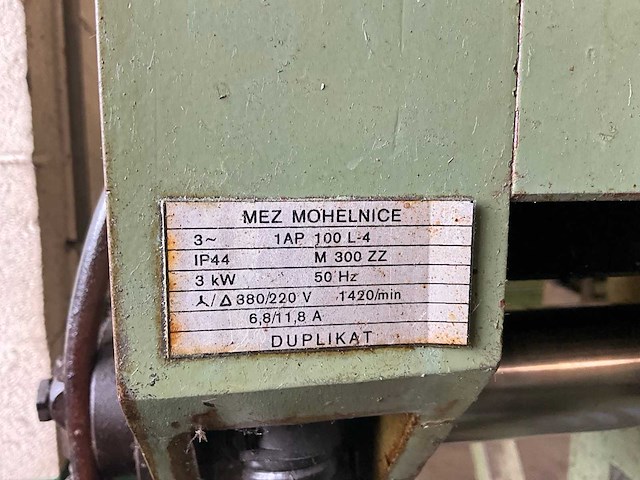 MEZ MOHELNICE
3~ 1AP 100 L-4
IP44 M 300 ZZ
3 kW 50 Hz
⅄/Δ 380/220 V 1420/min
6,8/11,8 A
DUPLIKAT